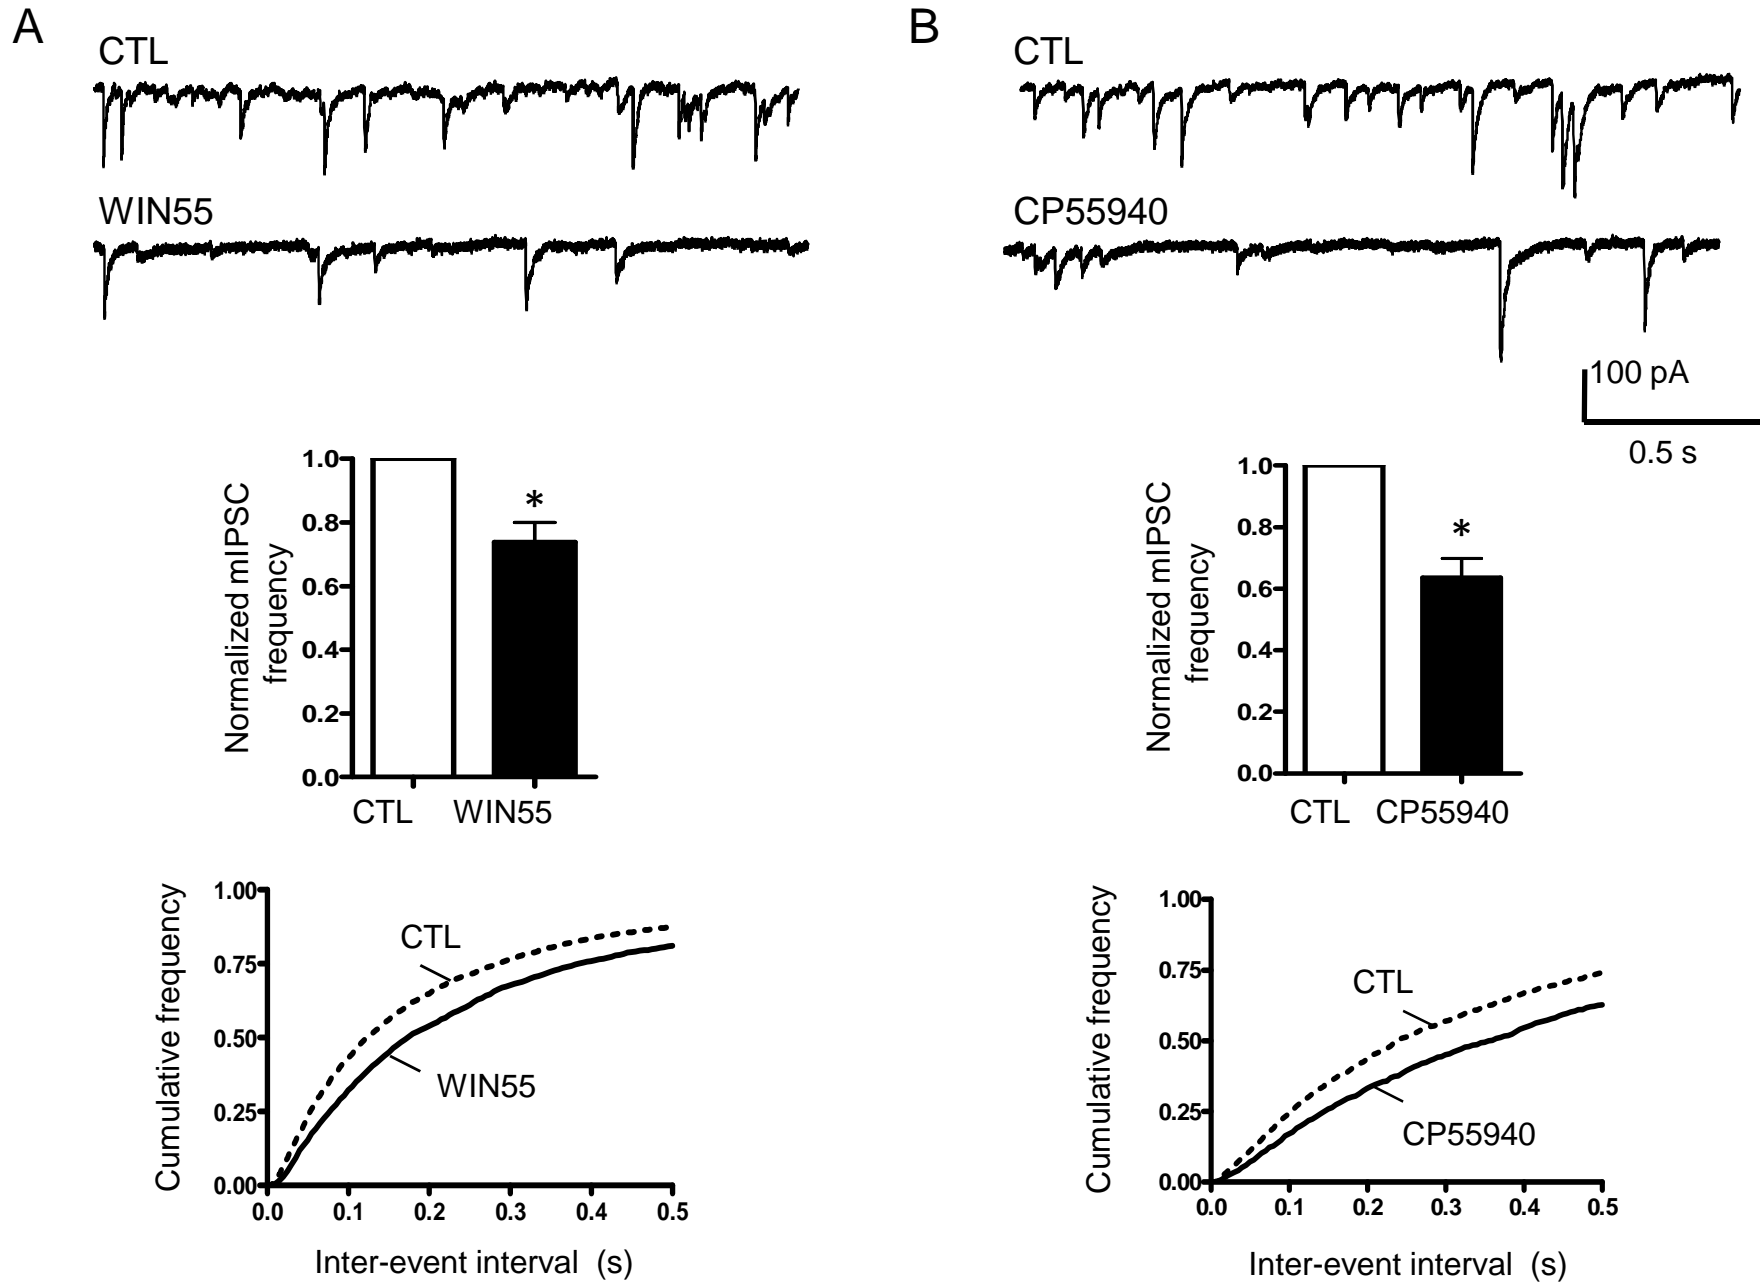 A
CTL
WIN55
1.0
0.8
0.6
0.4
0.2
0.0
Normalized mIPSC
frequency
*
CTL WIN55
1.00
0.75
0.50
0.25
0.00
Cumulative frequency
CTL
WIN55
0.0 0.1 0.2 0.3 0.4 0.5
Inter-event interval (s)
B
CTL
CP55940
100 pA
0.5 s
1.0
0.8
0.6
0.4
0.2
0.0
Normalized mIPSC
frequency
*
CTL CP55940
1.00
0.75
0.50
0.25
0.00
Cumulative frequency
CTL
CP55940
0.0 0.1 0.2 0.3 0.4 0.5
Inter-event interval (s)